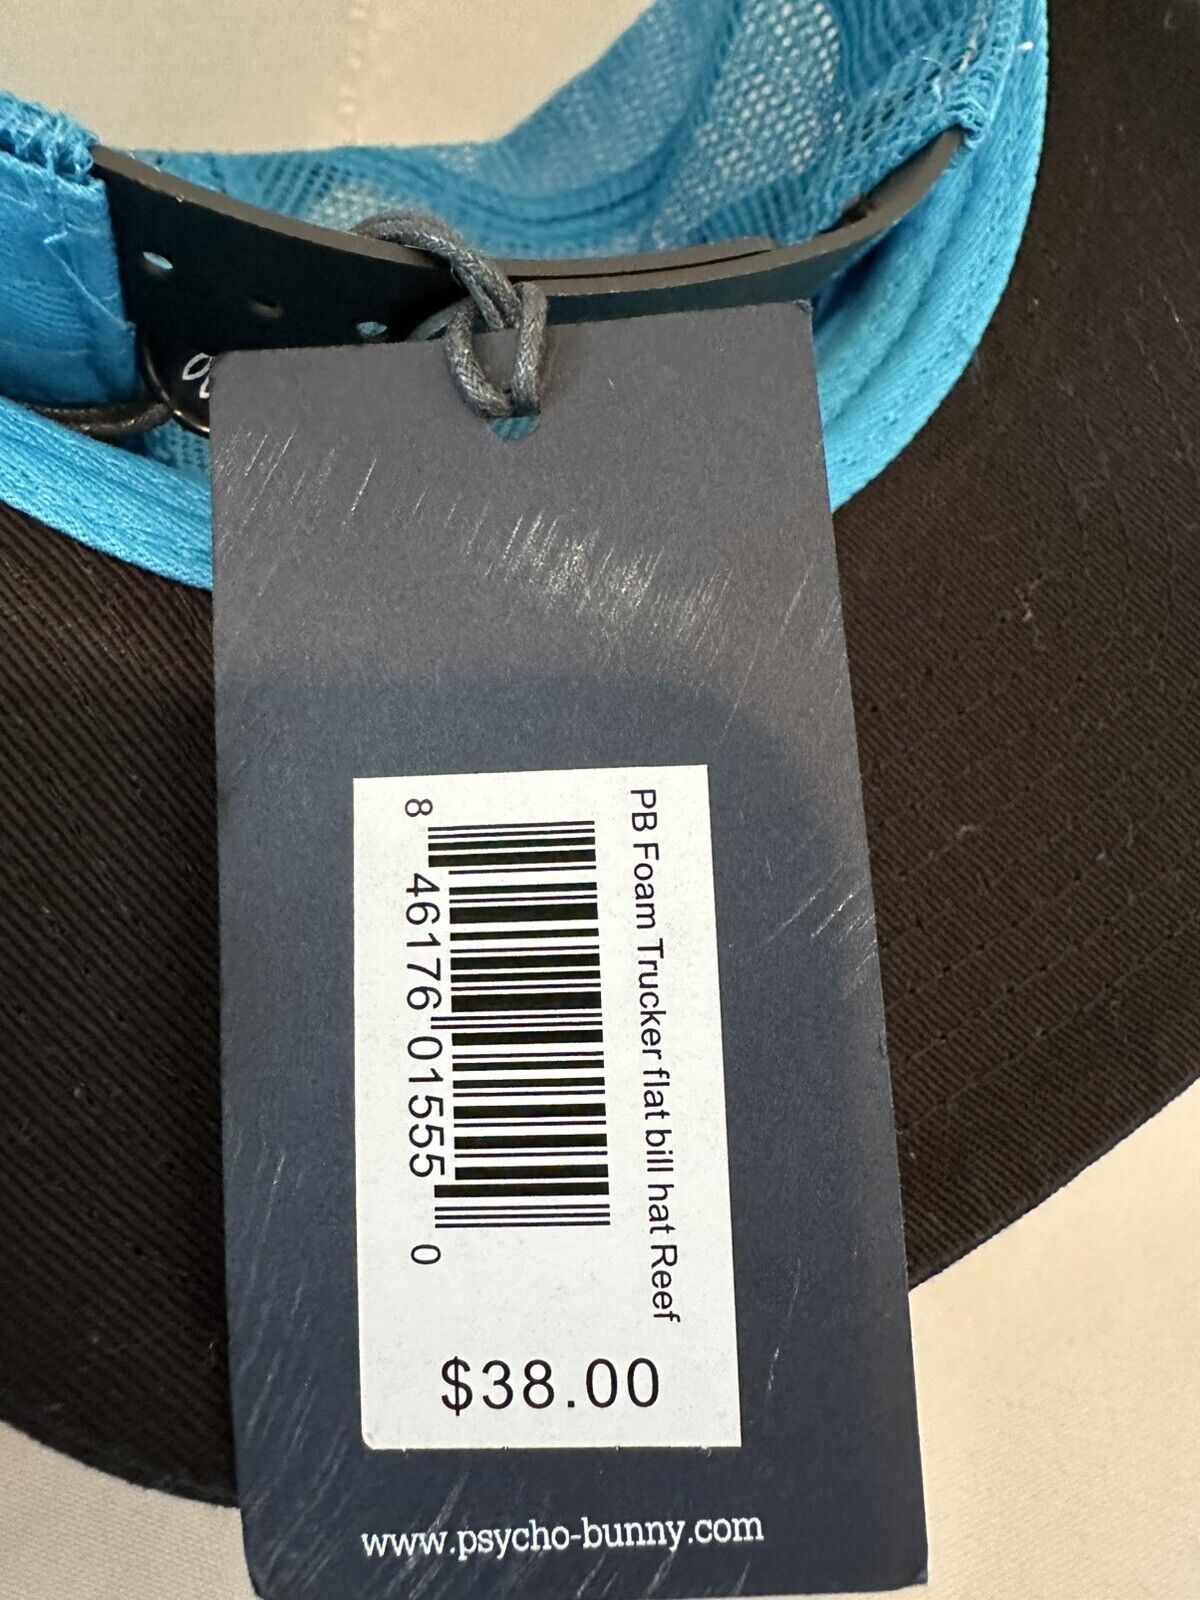 PB Foam Trucker flat bill hat Reef
8 46176 01555 0
$38.00
www.psycho-bunny.com